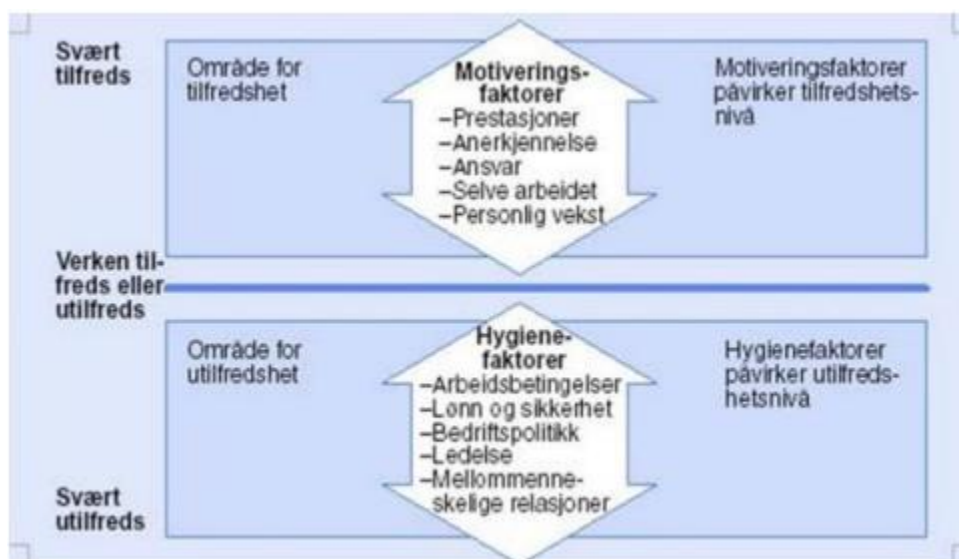 Svært
tilfreds
Område for
tilfredshet
Motiverings-
faktorer
–Prestasjoner
–Anerkjennelse
–Ansvar
–Selve arbeidet
–Personlig vekst
Motiveringsfaktorer
påvirker tilfredshets-
nivå
Verken til-
freds eller
utilfreds
Område for
utilfredshet
Hygiene-
faktorer
–Arbeidsbetingelser
–Lønn og sikkerhet
–Bedriftspolitikk
–Ledelse
–Mellommenne-
skelige relasjoner
Hygienefaktorer
påvirker utilfreds-
hetsnivå
Svært
utilfreds